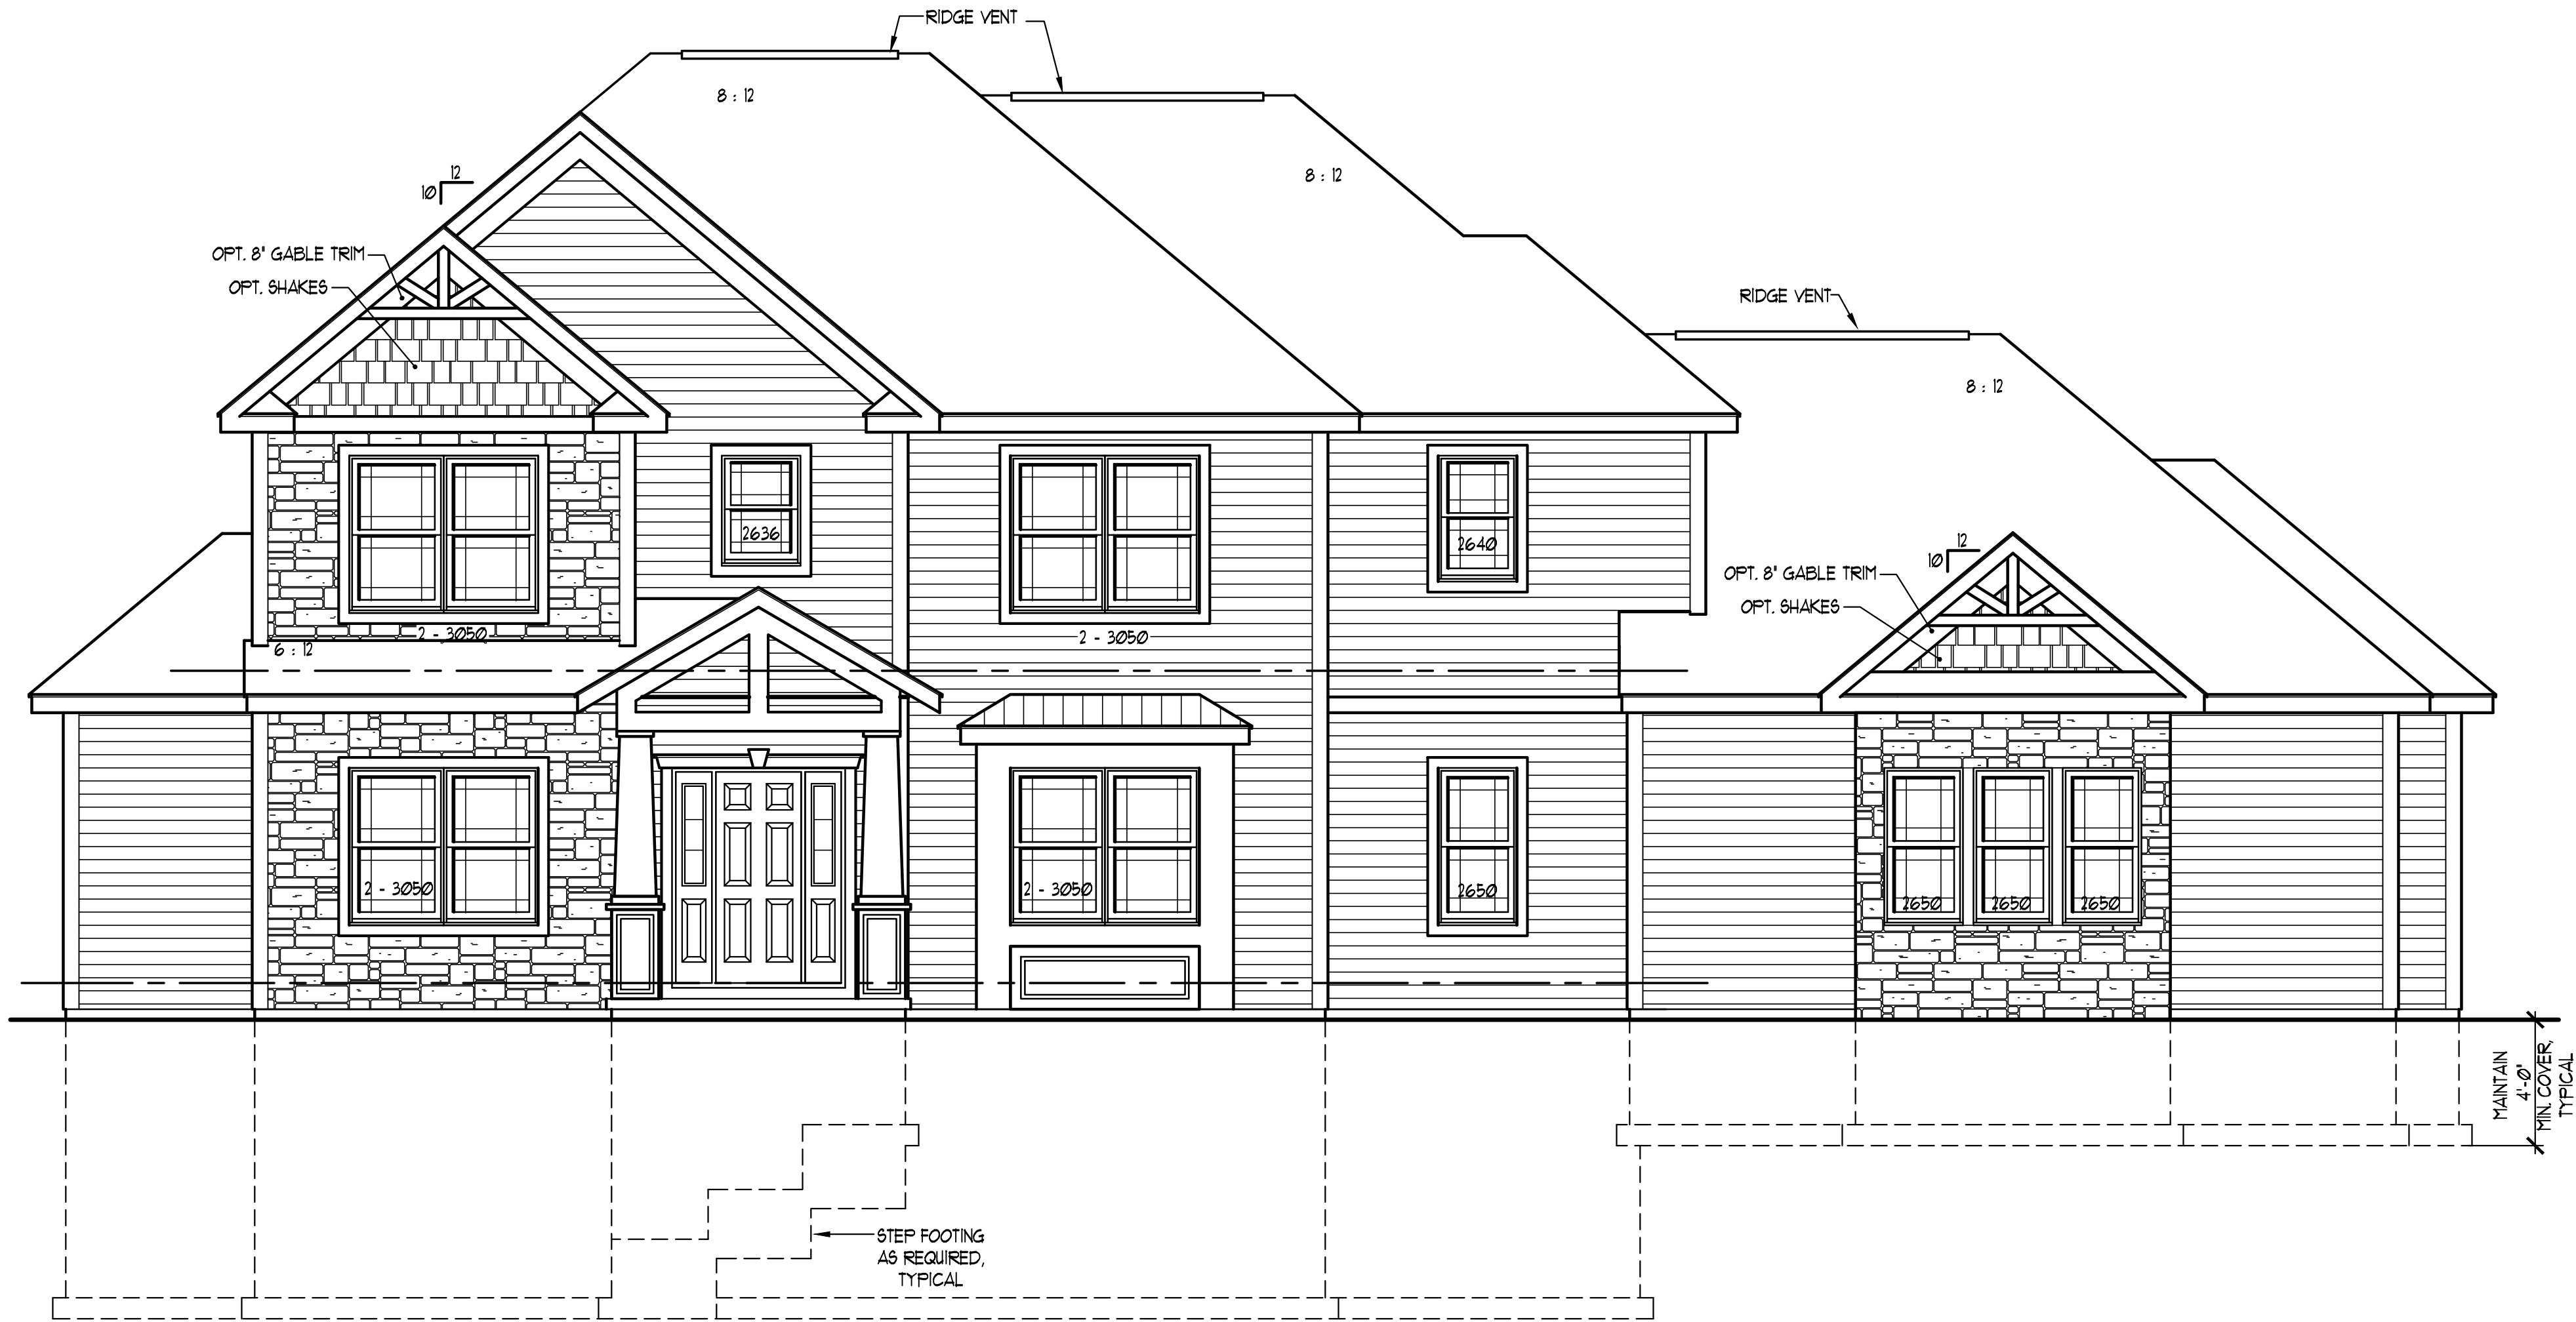 RIDGE VENT
8 : 12
8 : 12
12
10
OPT. 8" GABLE TRIM
OPT. SHAKES
RIDGE VENT
8 : 12
2636
2640
12
10
OPT. 8" GABLE TRIM
OPT. SHAKES
2 - 3050
2 - 3050
6 : 12
2 - 3050
2 - 3050
2650
2650
2650
2650
MAINTAIN
4'-0"
MIN. COVER,
TYPICAL
STEP FOOTING
AS REQUIRED,
TYPICAL